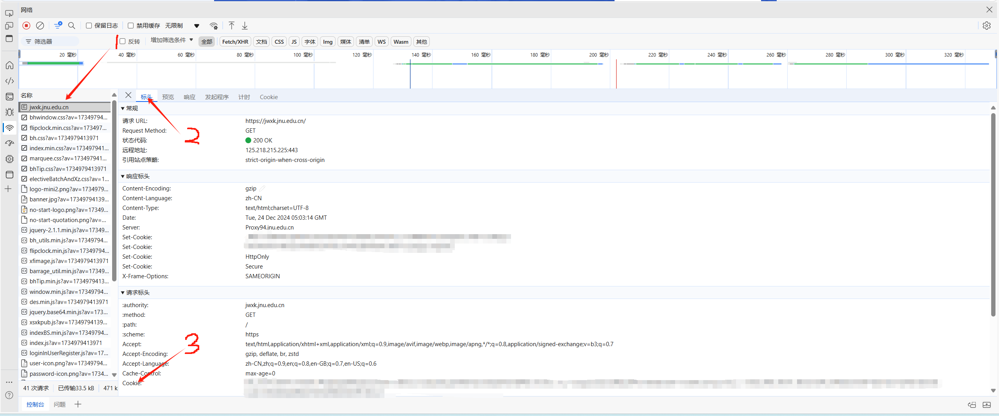 网络
保留日志 禁用缓存 无限制
筛选器 1 反转 增加筛选条件 全部 Fetch/XHR 文档 CSS JS 字体 Img 媒体 清单 WS Wasm 其他
20 毫秒 40 毫秒 60 毫秒 80 毫秒 100 毫秒 120 毫秒 140 毫秒 160 毫秒 180 毫秒 200 毫秒 220 毫秒 240 毫秒 260 毫秒 280 毫秒 300 毫秒 320 毫秒
名称
jwxk.jnu.edu.cn
bhwindow.css?av=17349794...
flipclock.min.css?av=173497...
bh.css?av=1734979413971
index.min.css?av=173497941...
marquee.css?av=173497941...
bhTip.css?av=1734979413971
electiveBatchAndXz.css?av=1...
logo-mini2.png?av=1734979...
banner.jpg?av=17349794139...
no-start-logo.png?av=17349...
no-start-quotation.png?av=...
jquery-2.1.1.min.js?av=17349...
bh_utils.min.js?av=17349794...
flipclock.min.js?av=17349794...
xfimage.js?av=1734979413971
barrage_util.min.js?av=17349...
bhTip.min.js?av=1734979413...
window.min.js?av=17349794...
des.min.js?av=1734979413971
jquery.base64.min.js?av=173...
xsxkpub.js?av=17349794139...
indexBS.min.js?av=17349794...
index.js?av=1734979413971
loginInUserRegister.js?av=17...
user-icon.png?av=17349794...
password-icon.png?av=1734...
41 次请求 已传输33.5 kB 471 k
标头 预览 响应 发起程序 计时 Cookie
常规
请求 URL: https://jwxk.jnu.edu.cn/
Request Method: GET
2
状态代码: 200 OK
远程地址: 125.218.215.225:443
引用站点策略: strict-origin-when-cross-origin
响应标头
Content-Encoding: gzip
Content-Language: zh-CN
Content-Type: text/html;charset=UTF-8
Date: Tue, 24 Dec 2024 05:03:14 GMT
Server: Proxy94.jnu.edu.cn
Set-Cookie:
Set-Cookie:
Set-Cookie: HttpOnly
Set-Cookie: Secure
X-Frame-Options: SAMEORIGIN
请求标头
:authority: jwxk.jnu.edu.cn
:method: GET
:path: /
:scheme: https
3
Accept: text/html,application/xhtml+xml,application/xml;q=0.9,image/avif,image/webp,image/apng,*/*;q=0.8,application/signed-exchange;v=b3;q=0.7
Accept-Encoding: gzip, deflate, br, zstd
Accept-Language: zh-CN,zh;q=0.9,en;q=0.8,en-GB;q=0.7,en-US;q=0.6
Cache-Control: max-age=0
Cookie:
控制台 问题